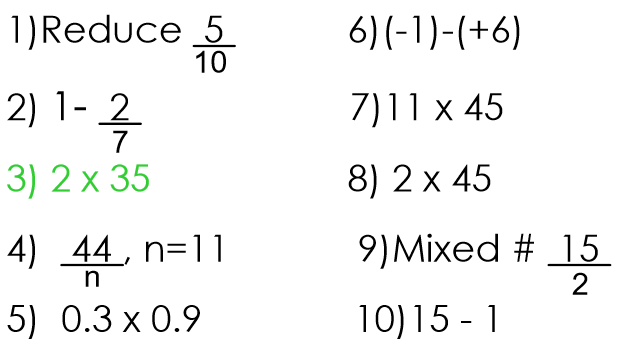 1)Reduce 5/10
2) 1- 2/7
3) 2 x 35
4) 44/n, n=11
5) 0.3 x 0.9
6)(-1)-(+6)
7)11 x 45
8) 2 x 45
9)Mixed # 15/2
10)15 - 1